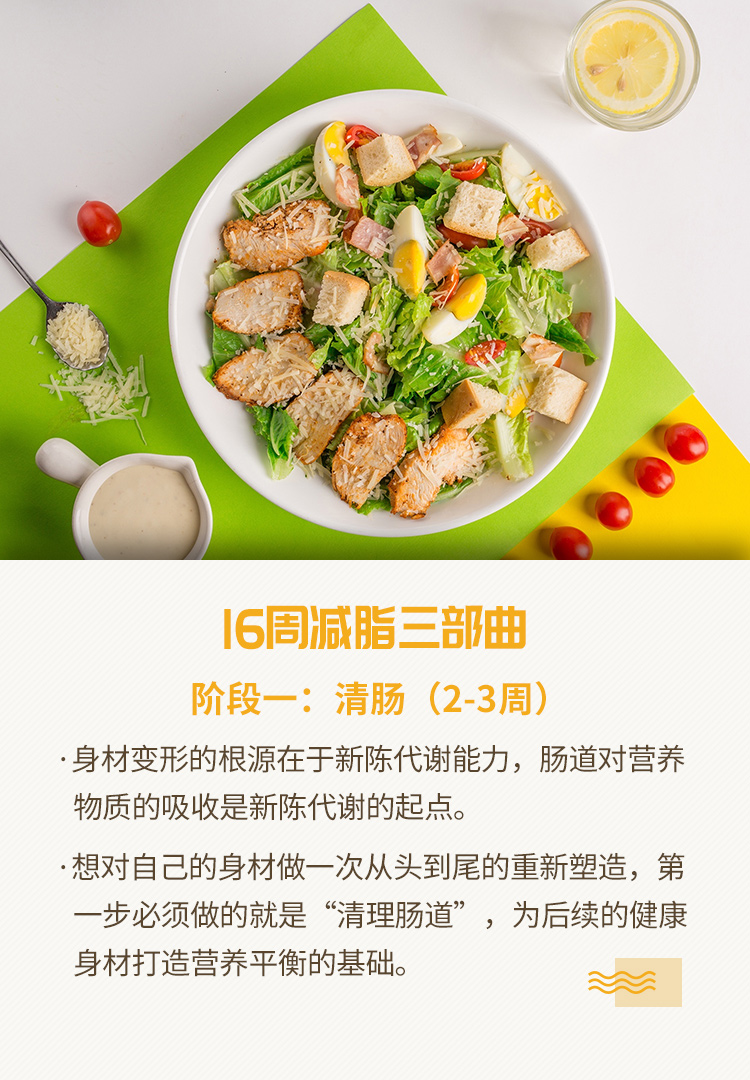 16周减脂三部曲
阶段一：清肠（2-3周）
·身材变形的根源在于新陈代谢能力，肠道对营养
物质的吸收是新陈代谢的起点。
·想对自己的身材做一次从头到尾的重新塑造，第
一步必须做的就是“清理肠道”，为后续的健康
身材打造营养平衡的基础。